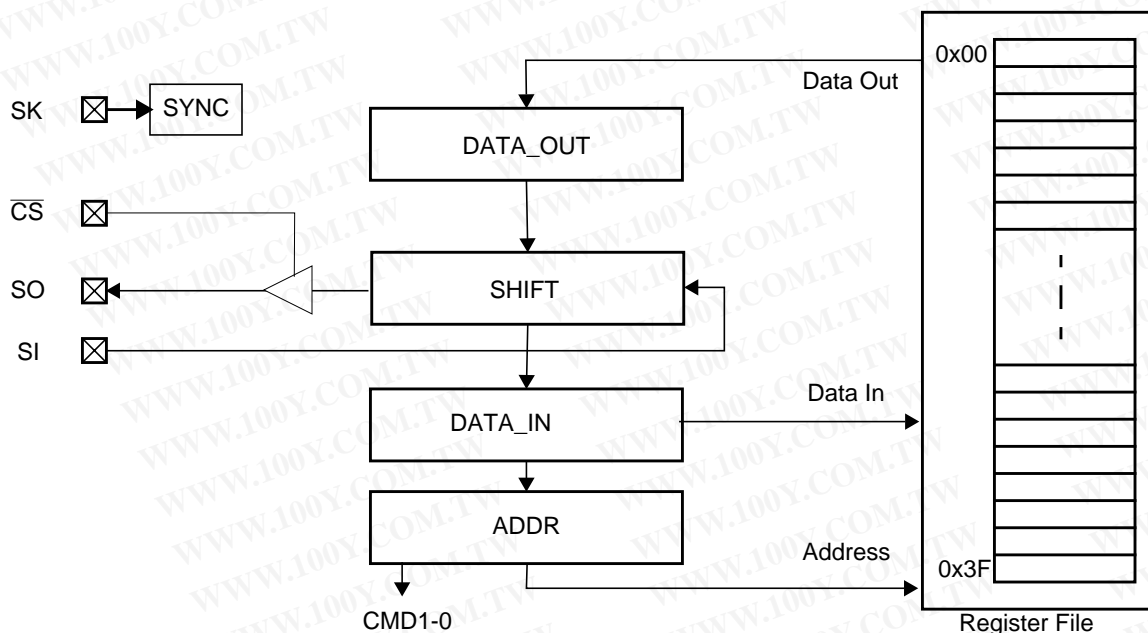 0x00
Data Out
SK
SYNC
DATA_OUT
CS
SO
SHIFT
SI
Data In
DATA_IN
ADDR
Address
0x3F
CMD1-0
Register File
WWW.100Y.COM.TW